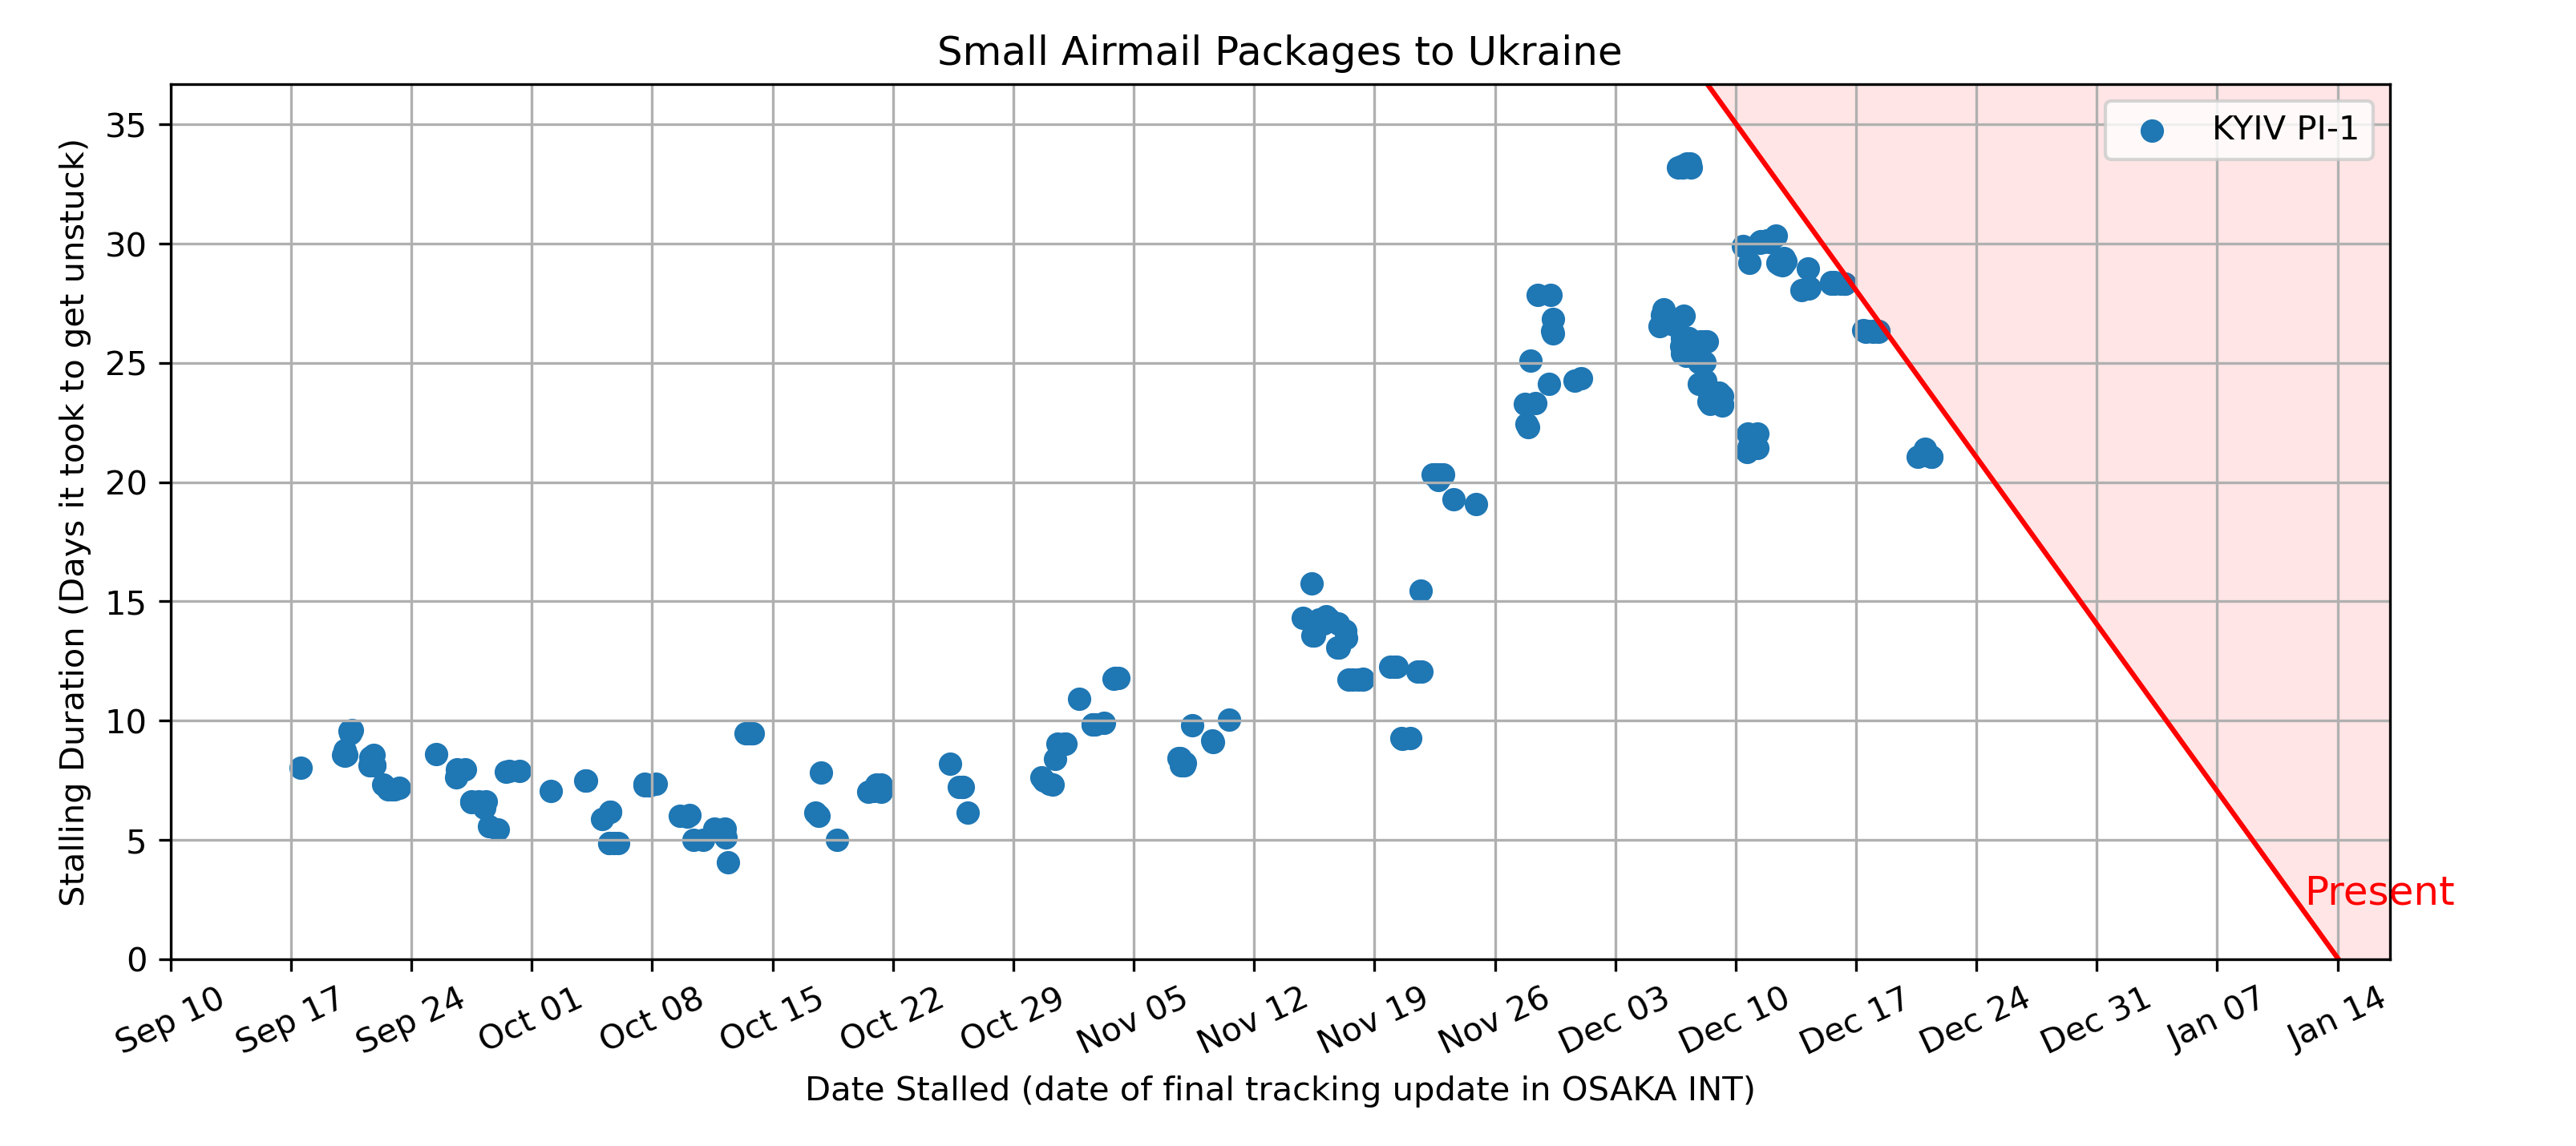 Small Airmail Packages to Ukraine
KYIV PI-1
Stalling Duration (Days it took to get unstuck)
35
30
25
20
15
10
5
0
Present
Sep 10 Sep 17 Sep 24 Oct 01 Oct 08 Oct 15 Oct 22 Oct 29 Nov 05 Nov 12 Nov 19 Nov 26 Dec 03 Dec 10 Dec 17 Dec 24 Dec 31 Jan 07 Jan 14
Date Stalled (date of final tracking update in OSAKA INT)